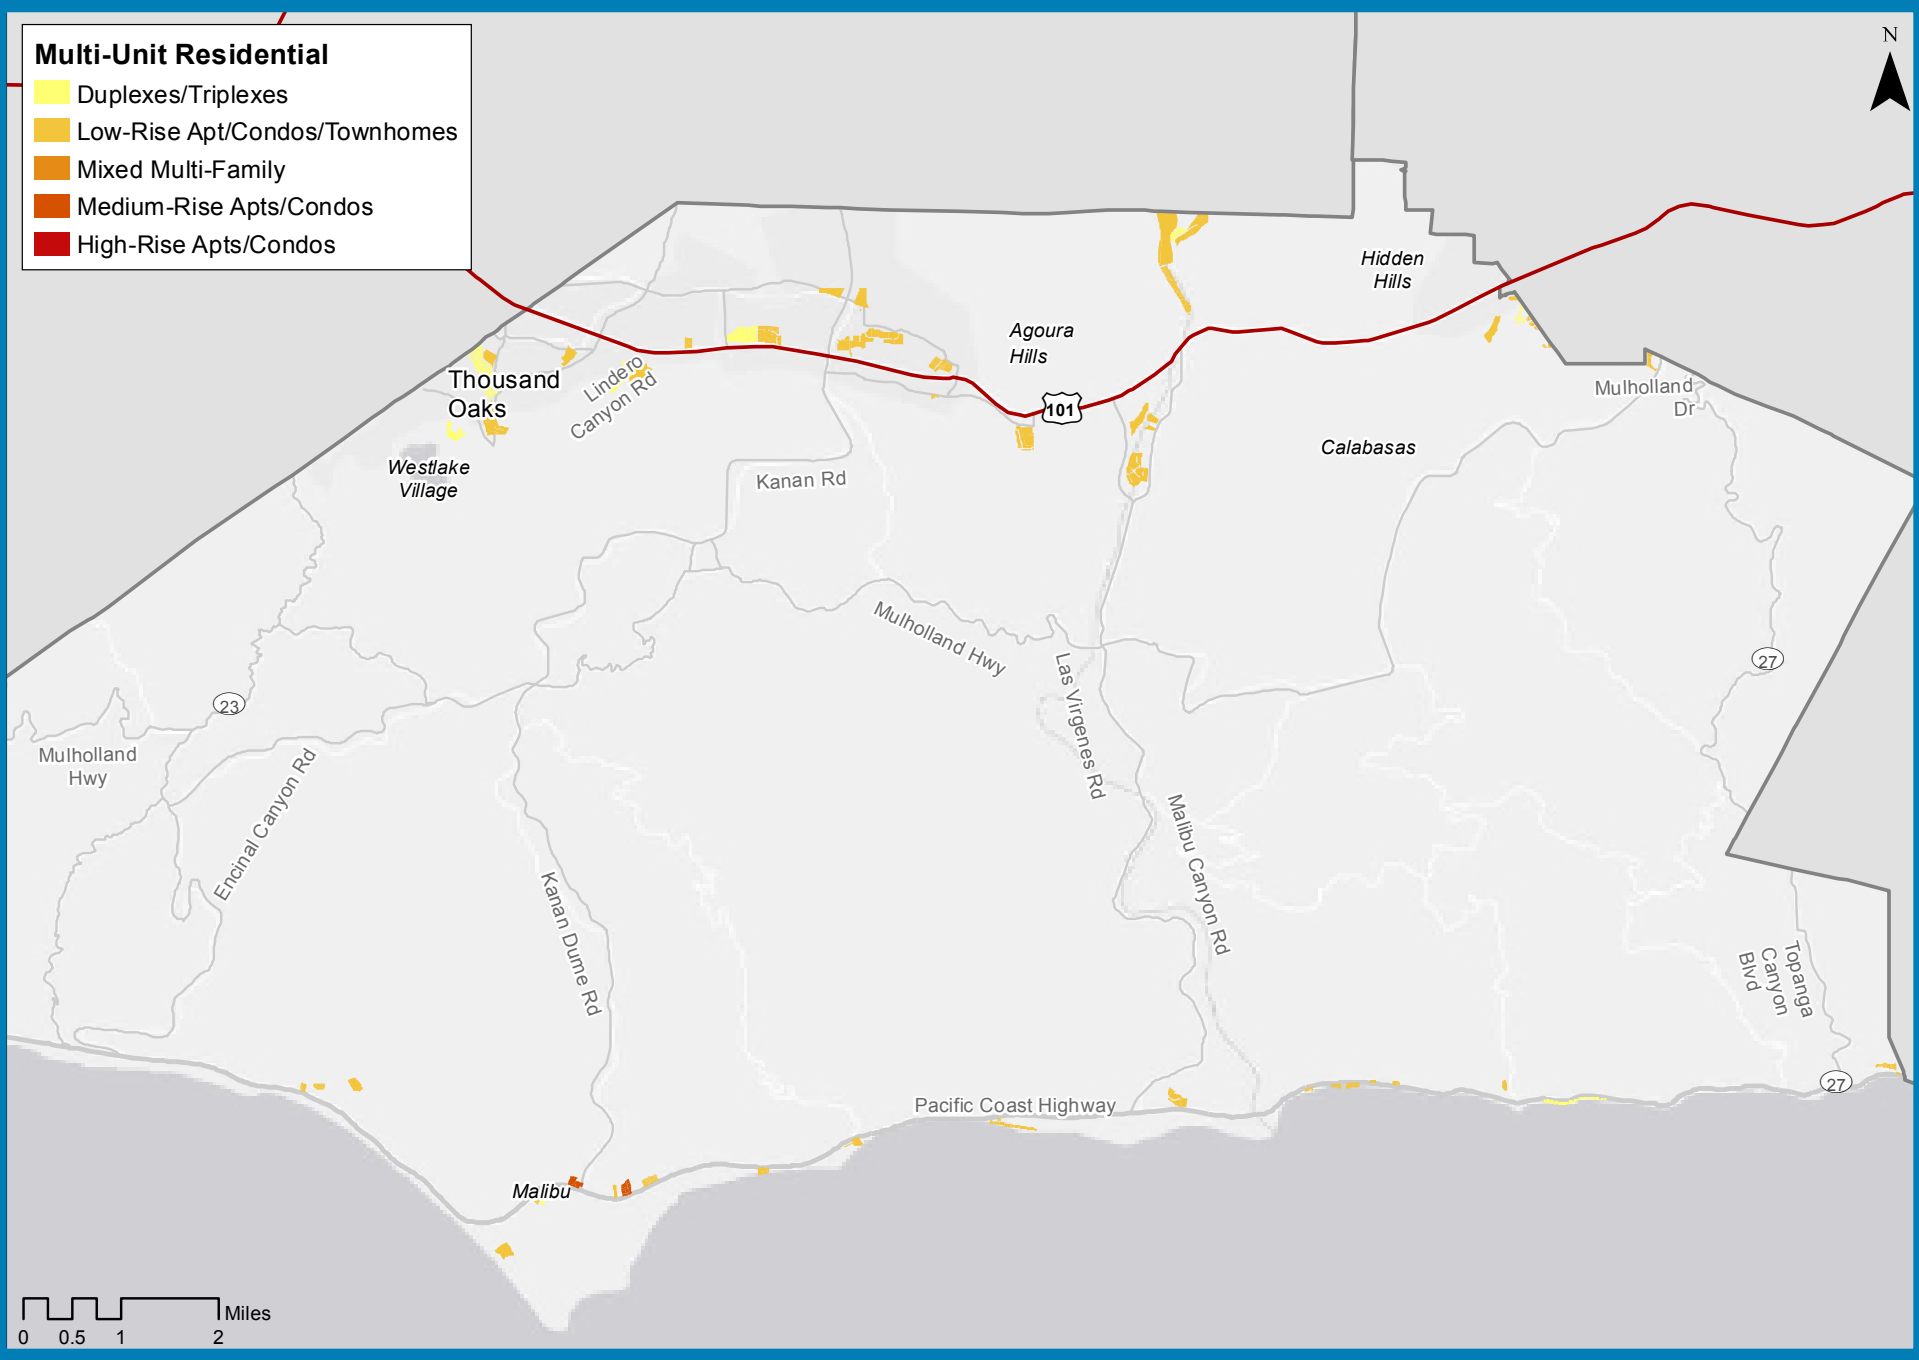 Multi-Unit Residential
Duplexes/Triplexes
Low-Rise Apt/Condos/Townhomes
Mixed Multi-Family
Medium-Rise Apts/Condos
High-Rise Apts/Condos
N
Hidden
Hills
Agoura
Hills
Thousand
Oaks
Lindero
Canyon Rd
101
Mulholland
Dr
Calabasas
Westlake
Village
Kanan Rd
Mulholland Hwy
Las Virgenes Rd
27
23
Mulholland
Hwy
Encinal Canyon Rd
Malibu Canyon Rd
Kanan Dume Rd
Topanga
Canyon
Blvd
27
Pacific Coast Highway
Malibu
Miles
0 0.5 1 2